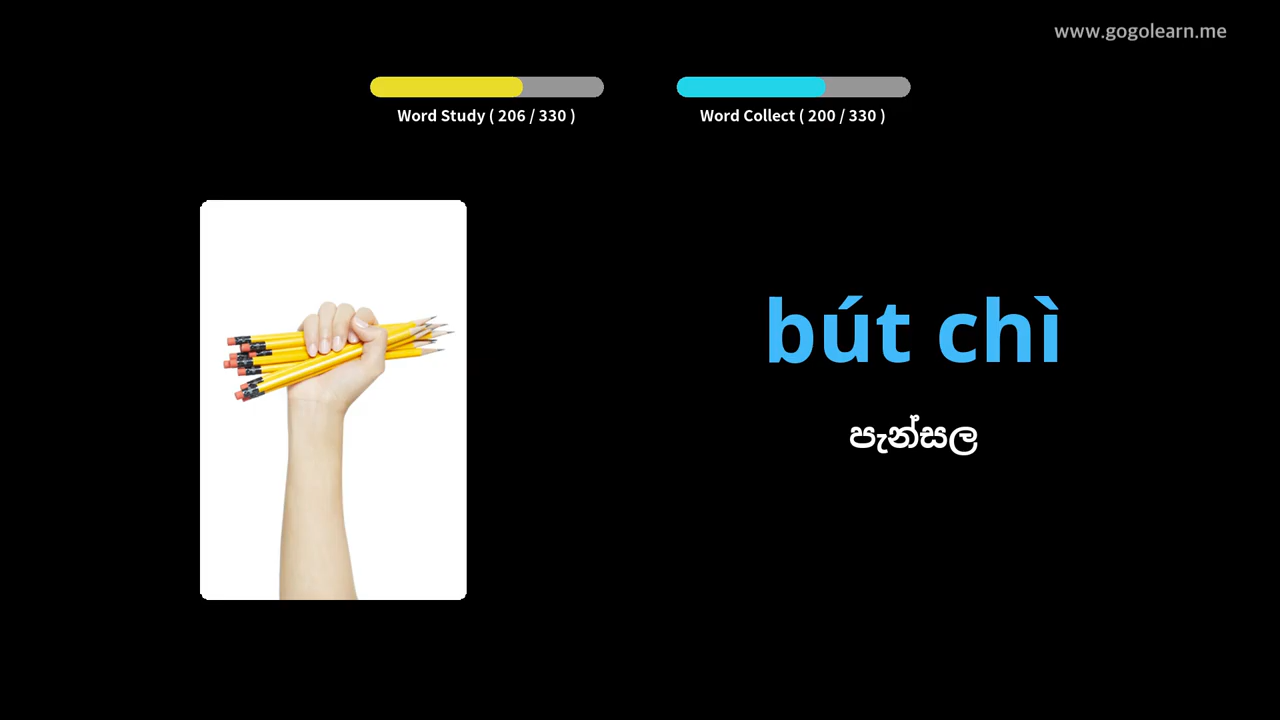 www.gogolearn.me
Word Study ( 206 / 330 )
Word Collect ( 200 / 330 )
bút chì
පැන්සල